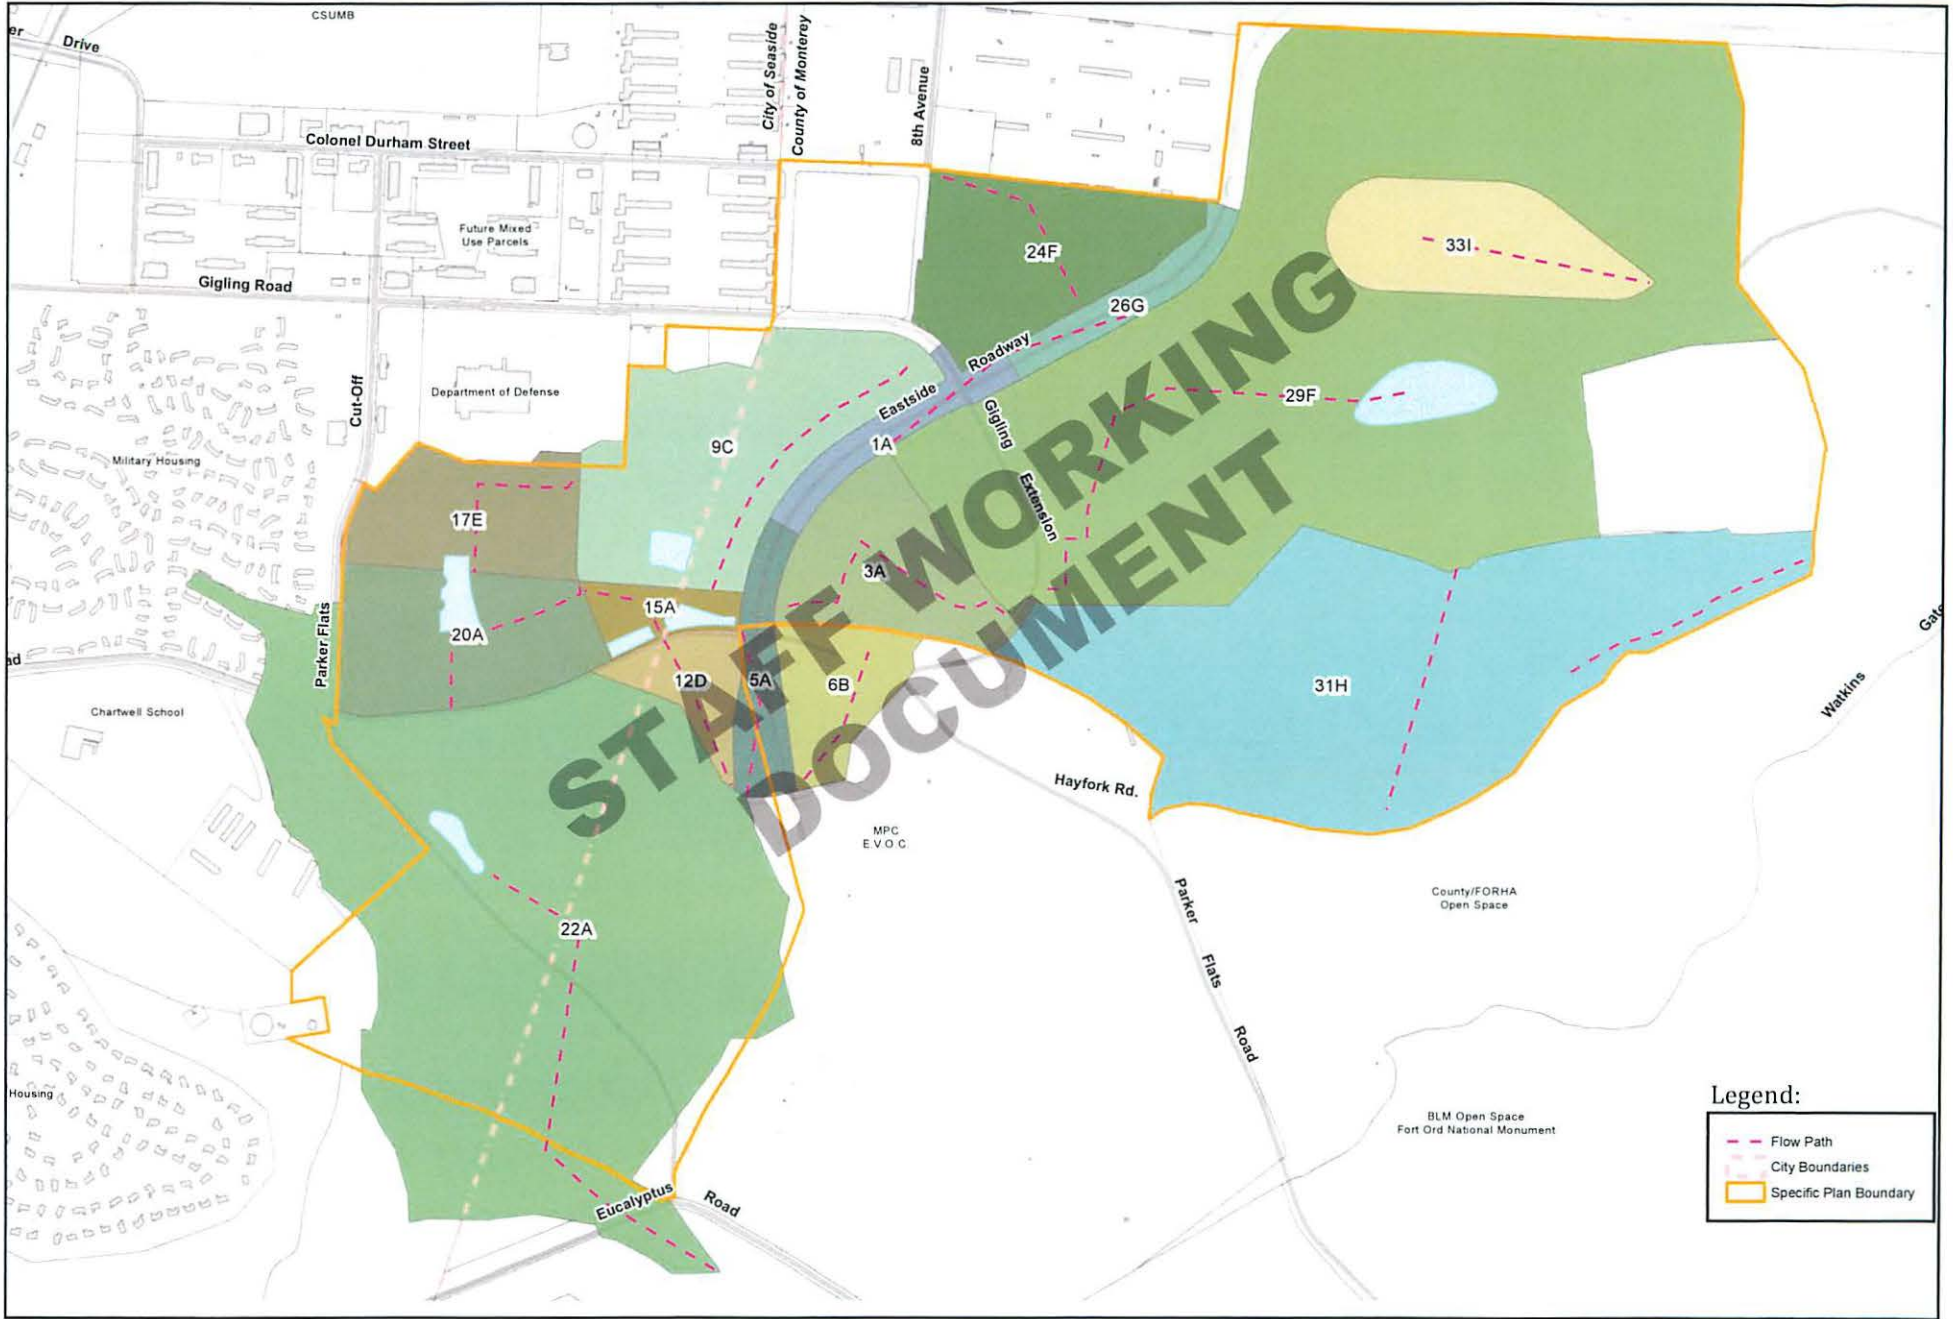 CSUMB
er
Drive
City of Seaside
County of Monterey
8th Avenue
Colonel Durham Street
Future Mixed
Use Parcels
Gigling Road
24F
33I
26G
Roadway
Eastside
Department of Defense
Cut-Off
9C
1A
Gigling
Extension
29F
Military Housing
17E
3A
15A
20A
Parker Flats
ad
12D
5A
6B
31H
Gate
Watkins
Chartwell School
Hayfork Rd.
MPC
E.V.O.C.
STAFF WORKING
DOCUMENT
County/FORHA
Open Space
22A
Parker
Flats
Road
Housing
BLM Open Space
Fort Ord National Monument
Eucalyptus
Road
Legend:
Flow Path
City Boundaries
Specific Plan Boundary